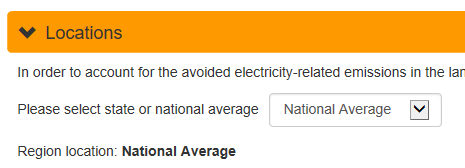 Locations
In order to account for the avoided electricity-related emissions in the
Please select state or national average National Average
Region location: National Average